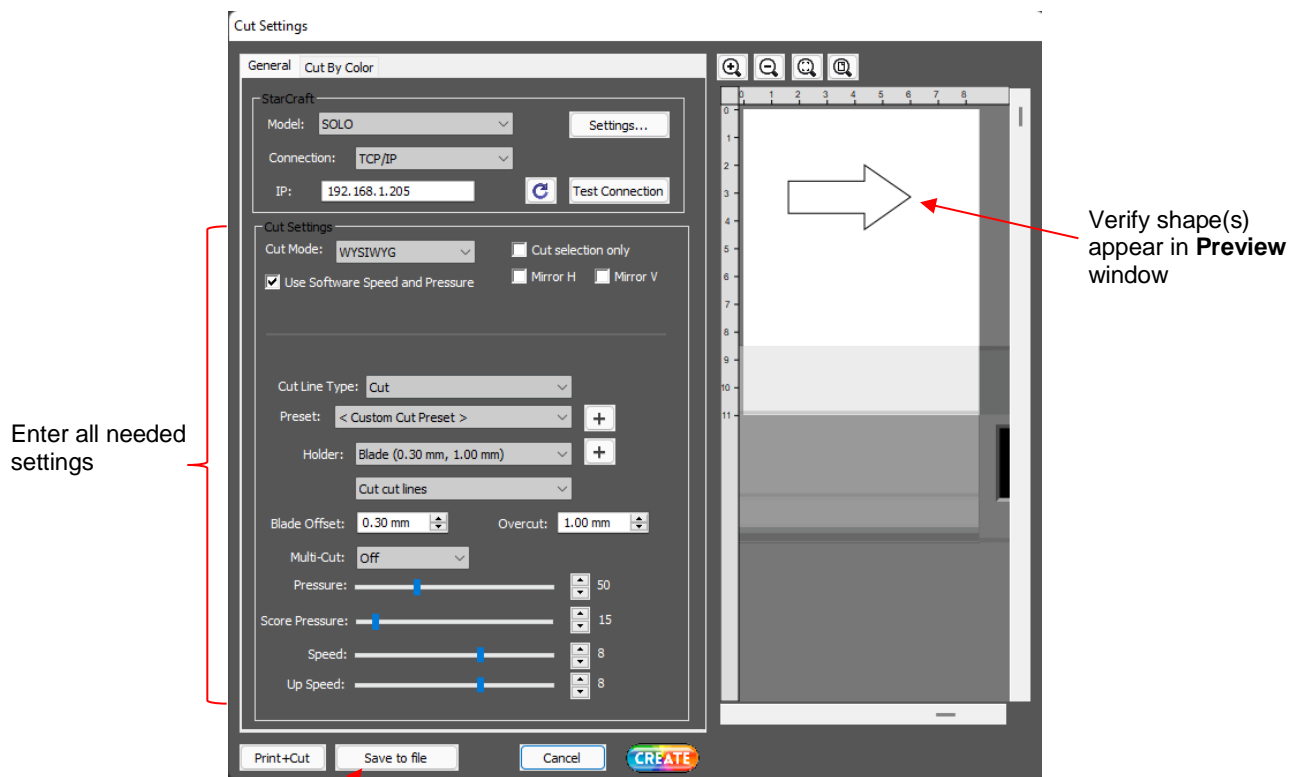 Cut Settings
General Cut By Color
StarCraft
Model: SOLO Settings...
Connection: TCP/IP
IP: 192.168.1.205 Test Connection
Cut Settings
Cut Mode: WYSIWYG Cut selection only
Use Software Speed and Pressure Mirror H Mirror V
Cut Line Type: Cut
Preset: < Custom Cut Preset > +
Holder: Blade (0.30 mm, 1.00 mm) +
Cut cut lines
Blade Offset: 0.30 mm Overcut: 1.00 mm
Multi-Cut: Off
Pressure: 50
Score Pressure: 15
Speed: 8
Up Speed: 8
Print+Cut Save to file Cancel CREATE
0 1 2 3 4 5 6 7 8
0
1
2
3
4
5
6
7
8
9
10
11
Enter all needed
settings
Verify shape(s)
appear in Preview
window